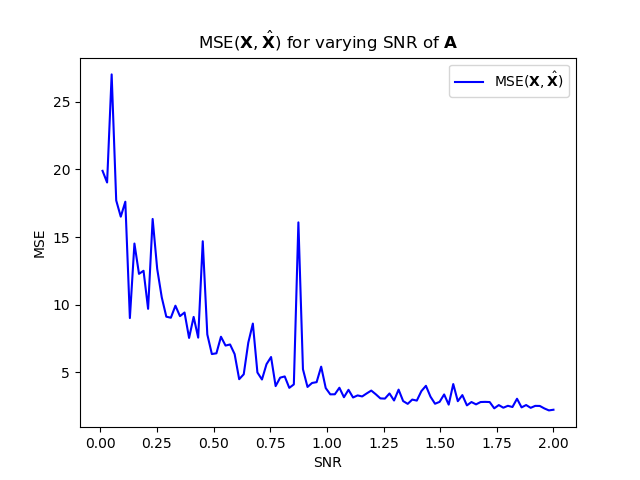 MSE(𝐗, 𝐗̂) for varying SNR of 𝐀
MSE(𝐗, 𝐗̂)
MSE
25
20
15
10
5
0.00 0.25 0.50 0.75 1.00 1.25 1.50 1.75 2.00
SNR